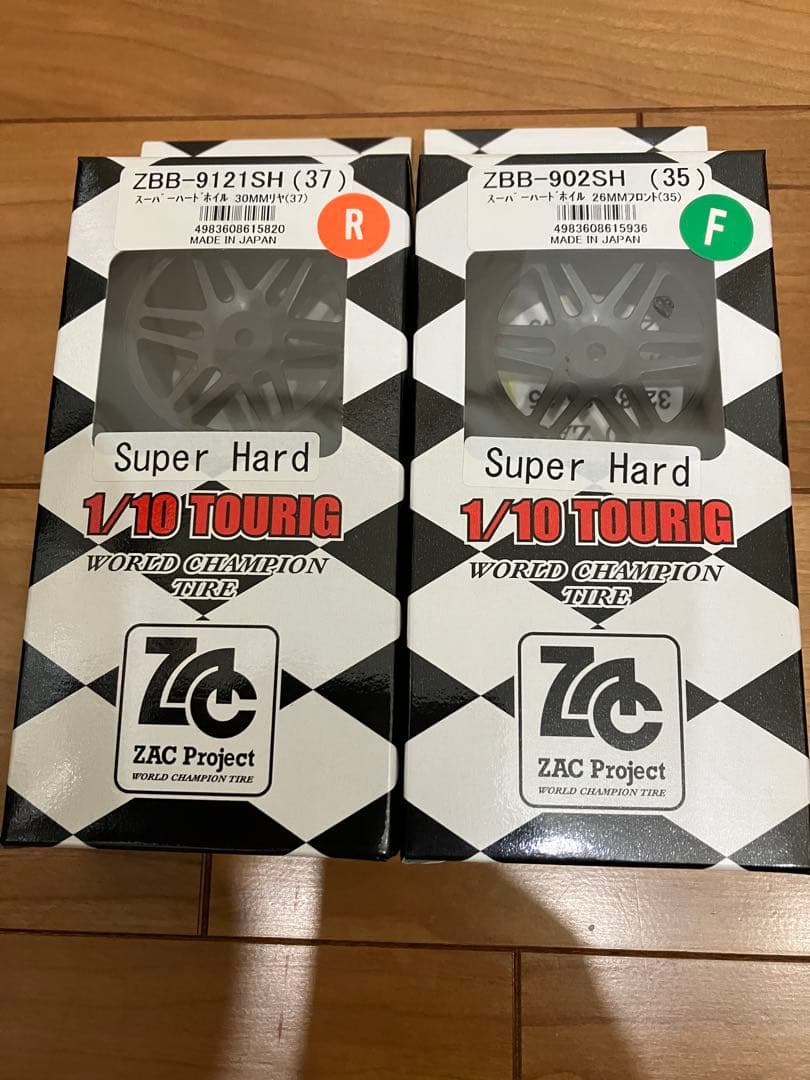 ZBB-9121SH (37)
スーパーハードホイル 30MMリヤ(37)
4983608615820
MADE IN JAPAN
R
Super Hard
1/10 TOURIG
WORLD CHAMPION
TIRE
ZAC
ZAC Project
WORLD CHAMPION TIRE
ZBB-902SH (35)
スーパーハードホイル 26MMフロント(35)
4983608615936
MADE IN JAPAN
F
Super Hard
1/10 TOURIG
WORLD CHAMPION
TIRE
ZAC
ZAC Project
WORLD CHAMPION TIRE